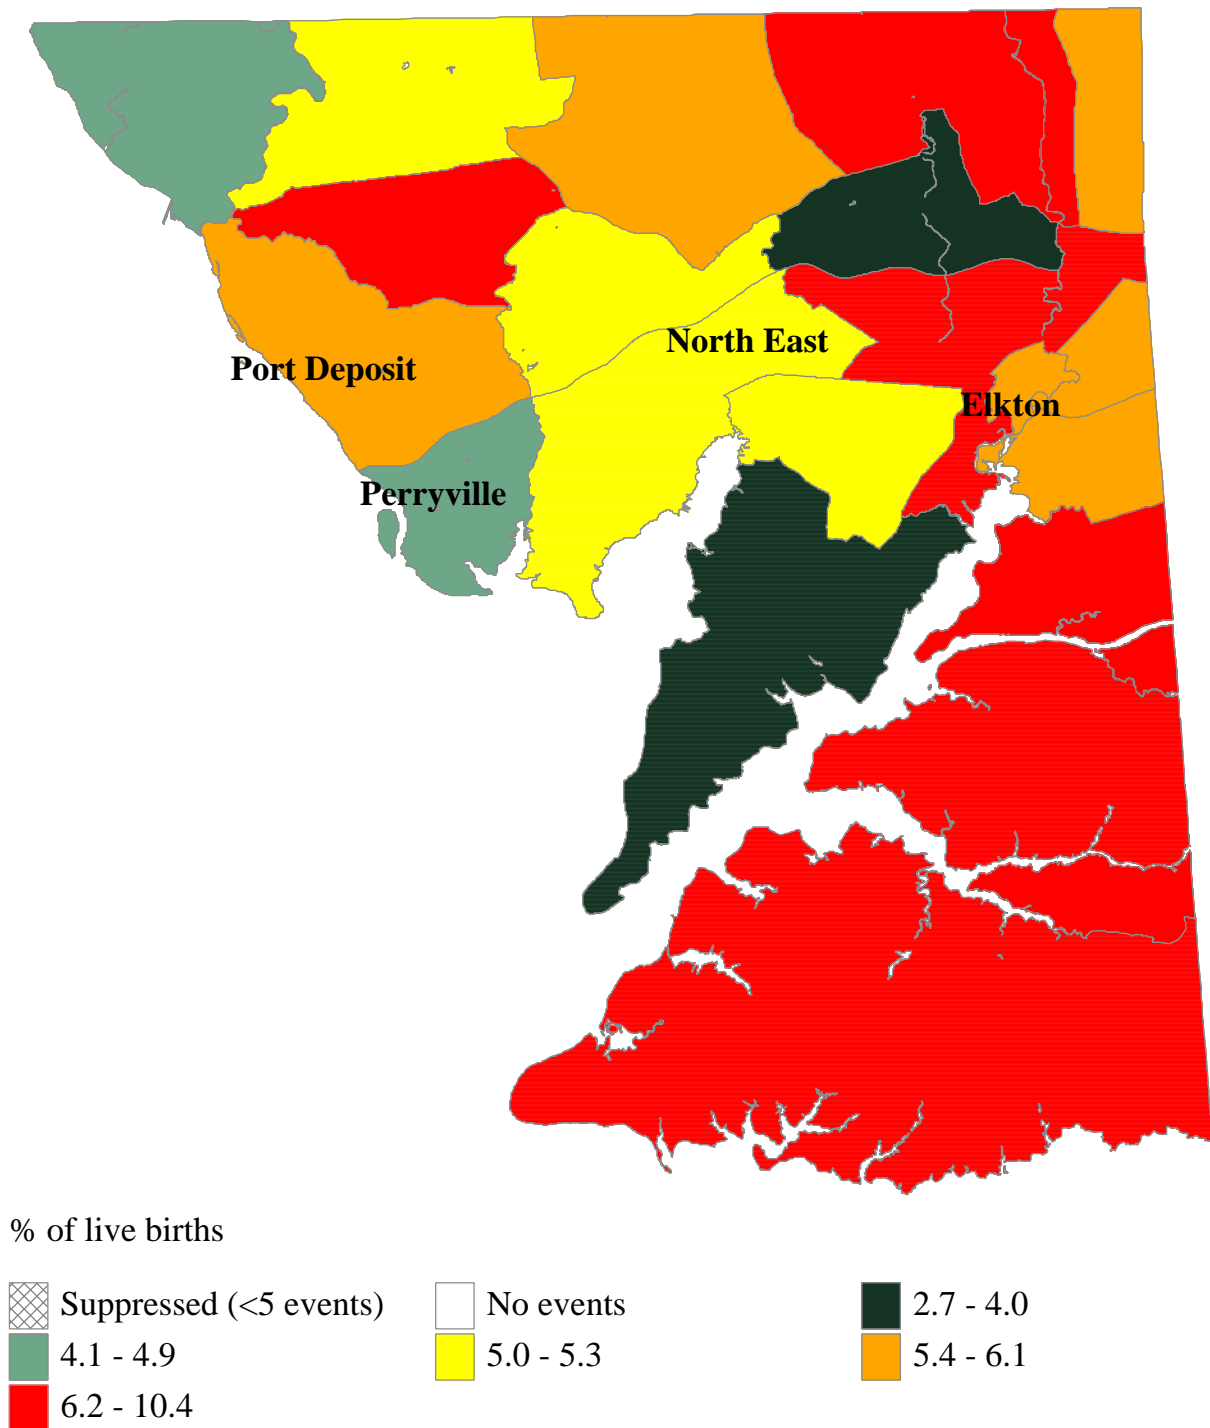 North East
Port Deposit
Elkton
Perryville
% of live births
Suppressed (<5 events)
No events
2.7 - 4.0
4.1 - 4.9
5.0 - 5.3
5.4 - 6.1
6.2 - 10.4